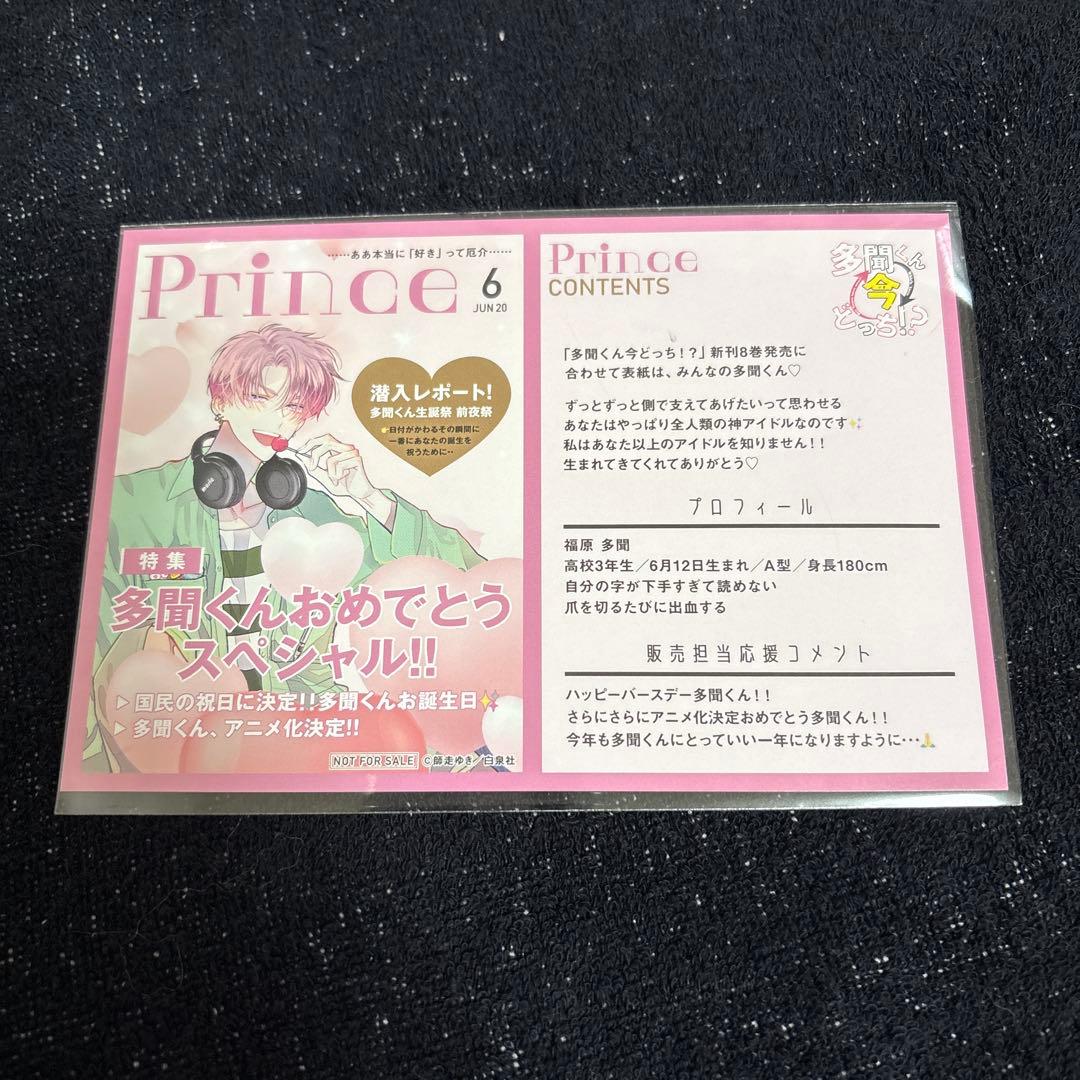 ……ああ本当に「好き」って厄介……
Prince
6
JUN 20
潜入レポート!
多聞くん生誕祭 前夜祭
日付がかわるその瞬間に
一番にあなたの誕生を
祝うために・・
特集
多聞くんおめでとう
スペシャル!!
▶国民の祝日に決定!!多聞くんお誕生日✨
▶多聞くん、アニメ化決定!!
NOT FOR SALE ©師走ゆき/白泉社
Prince
CONTENTS
多聞くん
今
どっち!?
「多聞くん今どっち!?」新刊8巻発売に
合わせて表紙は、みんなの多聞くん♡
ずっとずっと側で支えてあげたいって思わせる
あなたはやっぱり全人類の神アイドルなのです✨
私はあなた以上のアイドルを知りません!!
生まれてきてくれてありがとう♡
プロフィール
福原 多聞
高校3年生/6月12日生まれ/A型/身長180cm
自分の字が下手すぎて読めない
爪を切るたびに出血する
販売担当応援コメント
ハッピーバースデー多聞くん!!
さらにさらにアニメ化決定おめでとう多聞くん!!
今年も多聞くんにとっていい一年になりますように・・・🙏